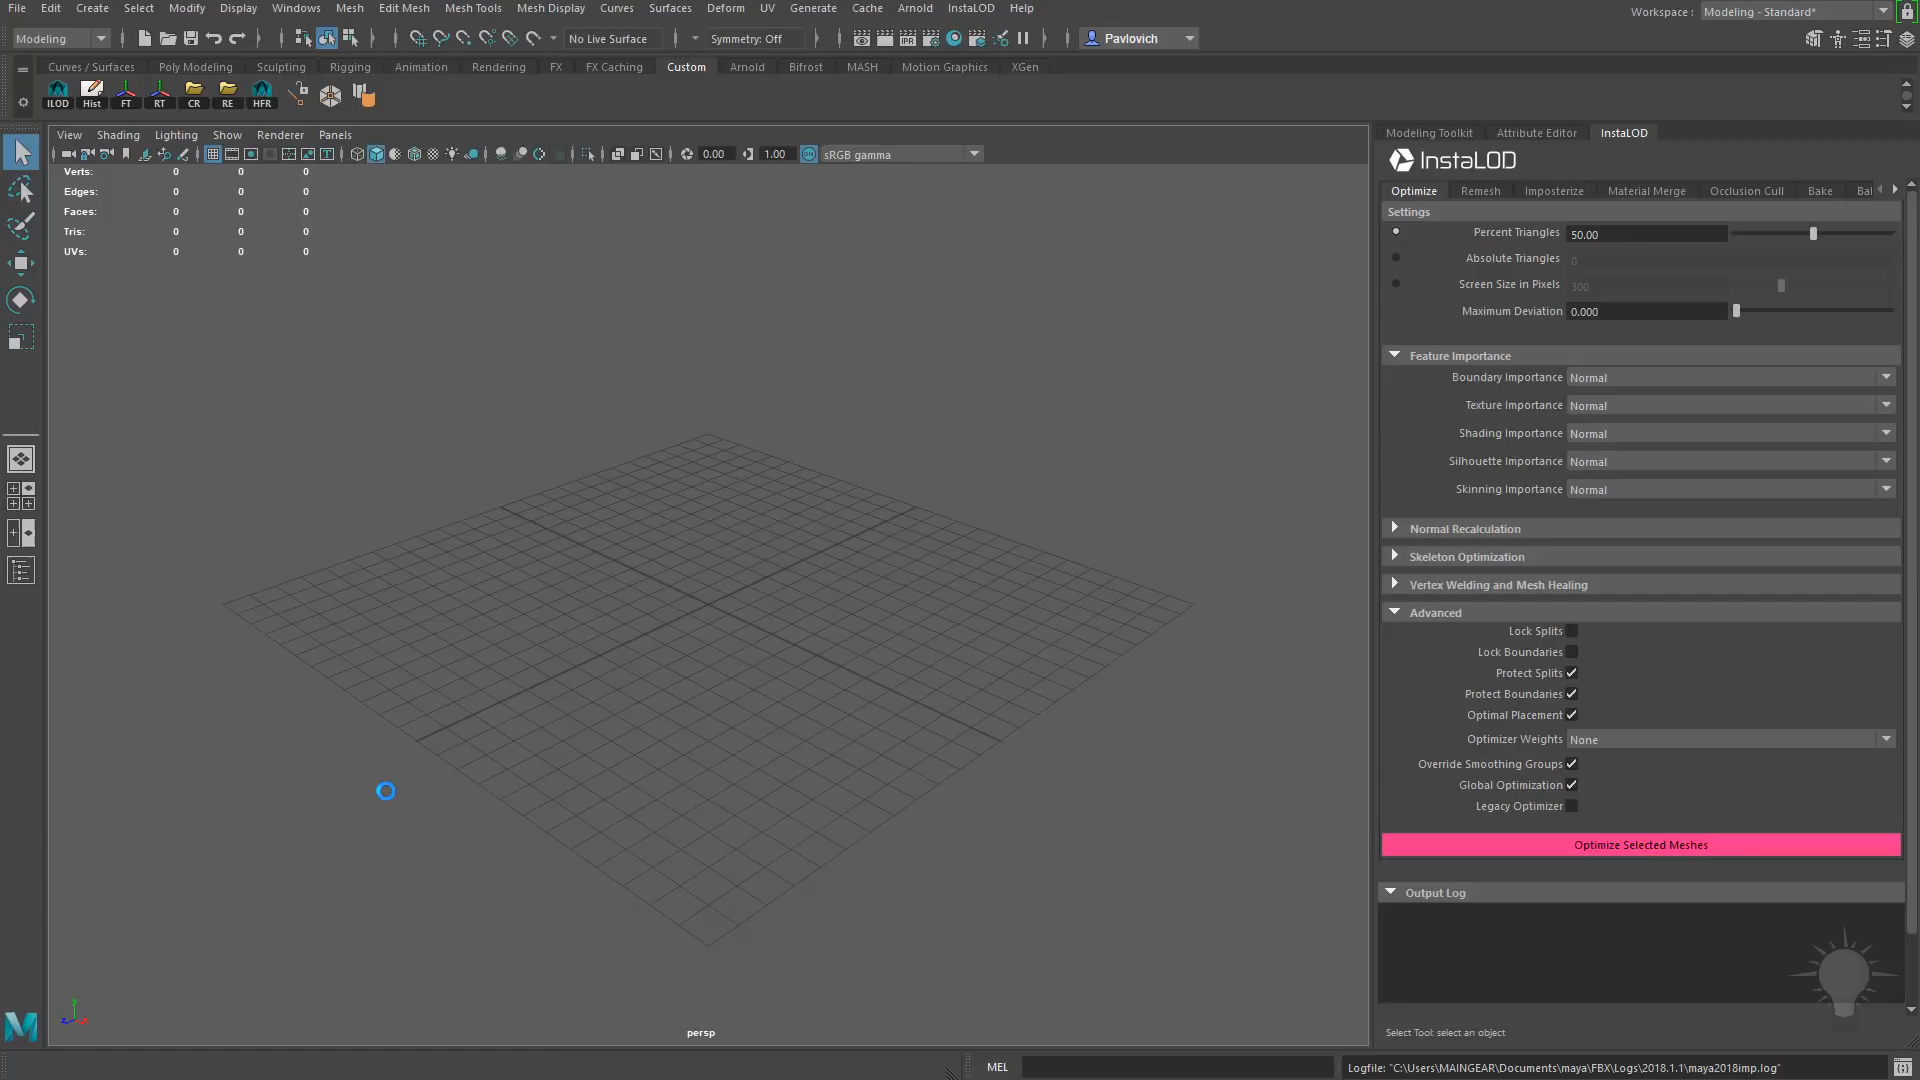 File Edit Create Select Modify Display Windows Mesh Edit Mesh Mesh Tools Mesh Display Curves Surfaces Deform UV Generate Cache Arnold InstaLOD Help
Workspace : Modeling - Standard*
Modeling No Live Surface Symmetry: Off IPR Pavlovich
Curves / Surfaces Poly Modeling Sculpting Rigging Animation Rendering FX FX Caching Custom Arnold Bifrost MASH Motion Graphics XGen
ILOD Hist FT RT CR RE HFR
View Shading Lighting Show Renderer Panels
0.00 1.00 sRGB gamma
Verts: 0 0 0
Edges: 0 0 0
Faces: 0 0 0
Tris: 0 0 0
UVs: 0 0 0
persp
Modeling Toolkit Attribute Editor InstaLOD
InstaLOD
Optimize Remesh Imposterize Material Merge Occlusion Cull Bake Bal
Settings
Percent Triangles 50.00
Absolute Triangles 0
Screen Size in Pixels 300
Maximum Deviation 0.000
Feature Importance
Boundary Importance Normal
Texture Importance Normal
Shading Importance Normal
Silhouette Importance Normal
Skinning Importance Normal
Normal Recalculation
Skeleton Optimization
Vertex Welding and Mesh Healing
Advanced
Lock Splits
Lock Boundaries
Protect Splits
Protect Boundaries
Optimal Placement
Optimizer Weights None
Override Smoothing Groups
Global Optimization
Legacy Optimizer
Optimize Selected Meshes
Output Log
Select Tool: select an object
MEL
Logfile: "C:\Users\MAINGEAR\Documents\maya\FBX\Logs\2018.1.1\maya2018imp.log"